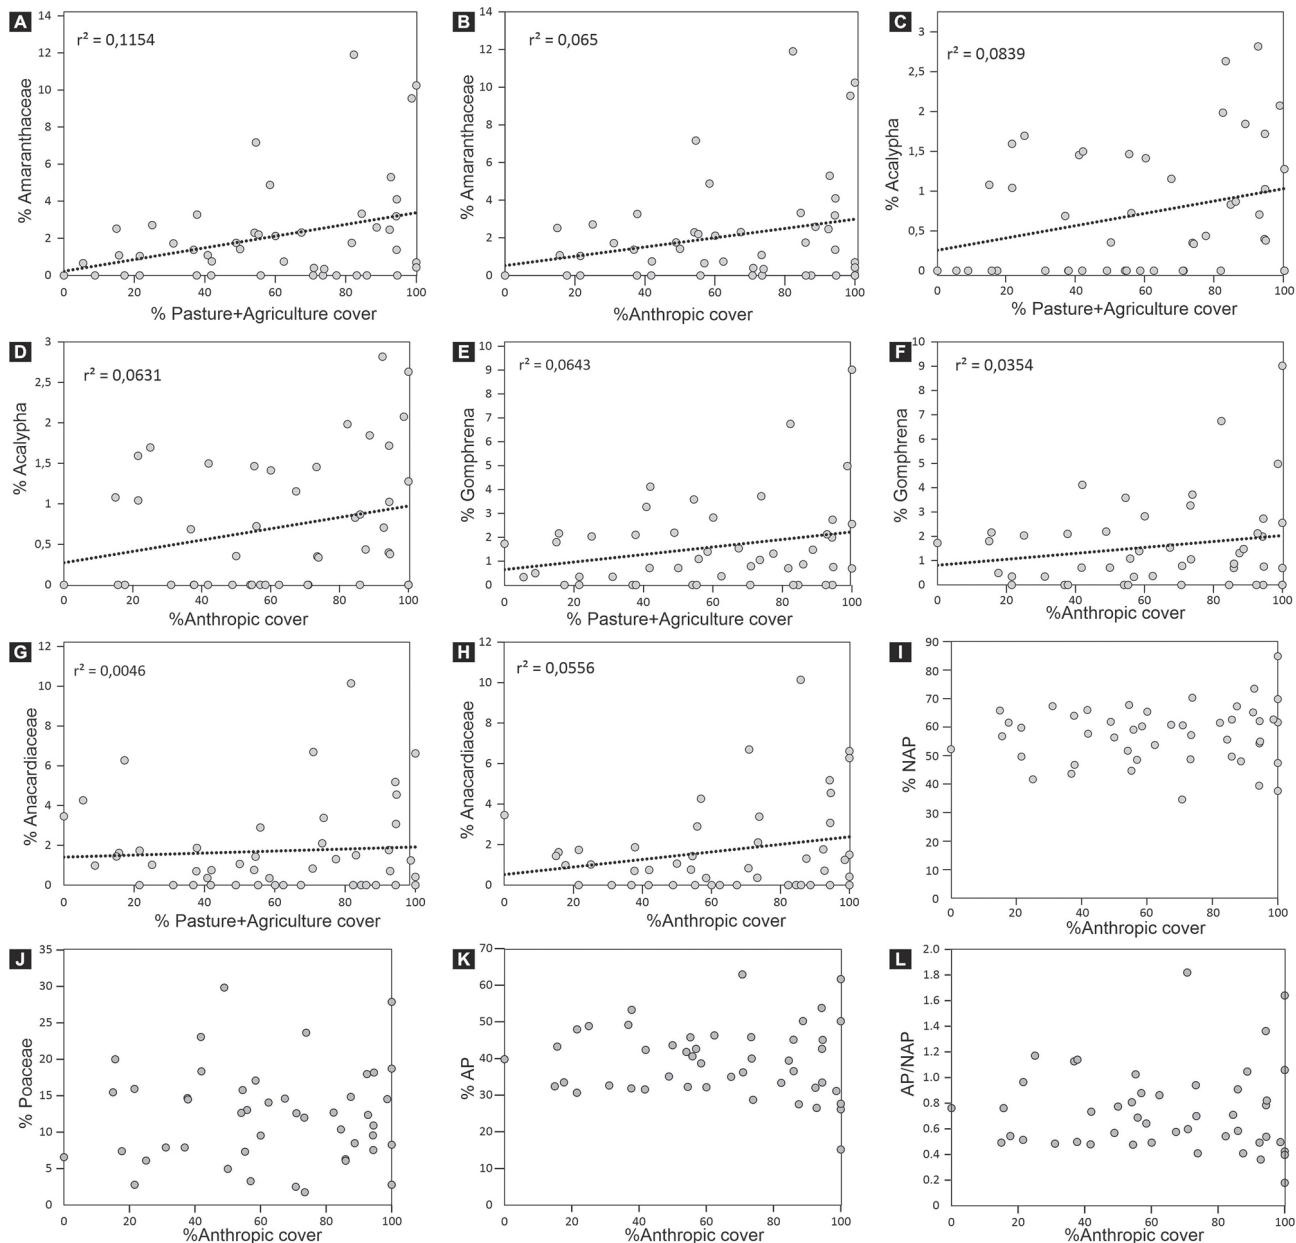 A
r² = 0,1154
% Amaranthaceae
14
12
10
8
6
4
2
0
0 20 40 60 80 100
% Pasture+Agriculture cover
B
r² = 0,065
% Amaranthaceae
14
12
10
8
6
4
2
0
0 20 40 60 80 100
%Anthropic cover
C
r² = 0,0839
% Acalypha
3
2,5
2
1,5
1
0,5
0
0 20 40 60 80 100
% Pasture+Agriculture cover
D
r² = 0,0631
% Acalypha
3
2,5
2
1,5
1
0,5
0
0 20 40 60 80 100
%Anthropic cover
E
r² = 0,0643
% Gomphrena
10
9
8
7
6
5
4
3
2
1
0
0 20 40 60 80 100
% Pasture+Agriculture cover
F
r² = 0,0354
% Gomphrena
10
9
8
7
6
5
4
3
2
1
0
0 20 40 60 80 100
%Anthropic cover
G
r² = 0,0046
% Anacardiaceae
12
10
8
6
4
2
0
0 20 40 60 80 100
% Pasture+Agriculture cover
H
r² = 0,0556
% Anacardiaceae
12
10
8
6
4
2
0
0 20 40 60 80 100
%Anthropic cover
I
% NAP
90
80
70
60
50
40
30
20
10
0
0 20 40 60 80 100
%Anthropic cover
J
% Poaceae
35
30
25
20
15
10
5
0
0 20 40 60 80 100
%Anthropic cover
K
% AP
70
60
50
40
30
20
10
0
0 20 40 60 80 100
%Anthropic cover
L
AP/NAP
2.0
1.8
1.6
1.4
1.2
1.0
0.8
0.6
0.4
0.2
0
0 20 40 60 80 100
%Anthropic cover